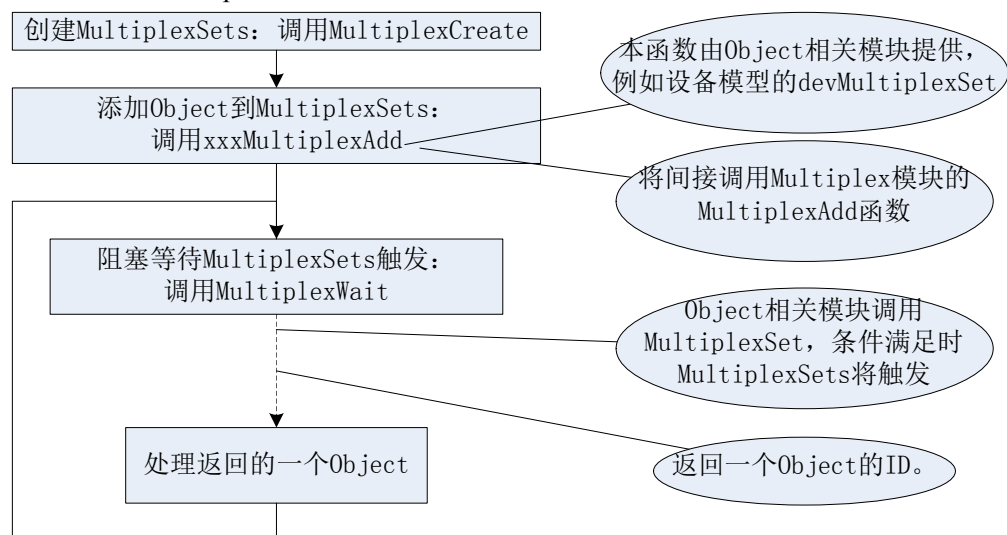 创建MultiplexSets：调用MultiplexCreate
本函数由Object相关模块提供，
例如设备模型的devMultiplexSet
添加Object到MultiplexSets：
调用xxxMultiplexAdd
将间接调用Multiplex模块的
MultiplexAdd函数
阻塞等待MultiplexSets触发：
调用MultiplexWait
Object相关模块调用
MultiplexSet，条件满足时
MultiplexSets将触发
处理返回的一个Object
返回一个Object的ID。